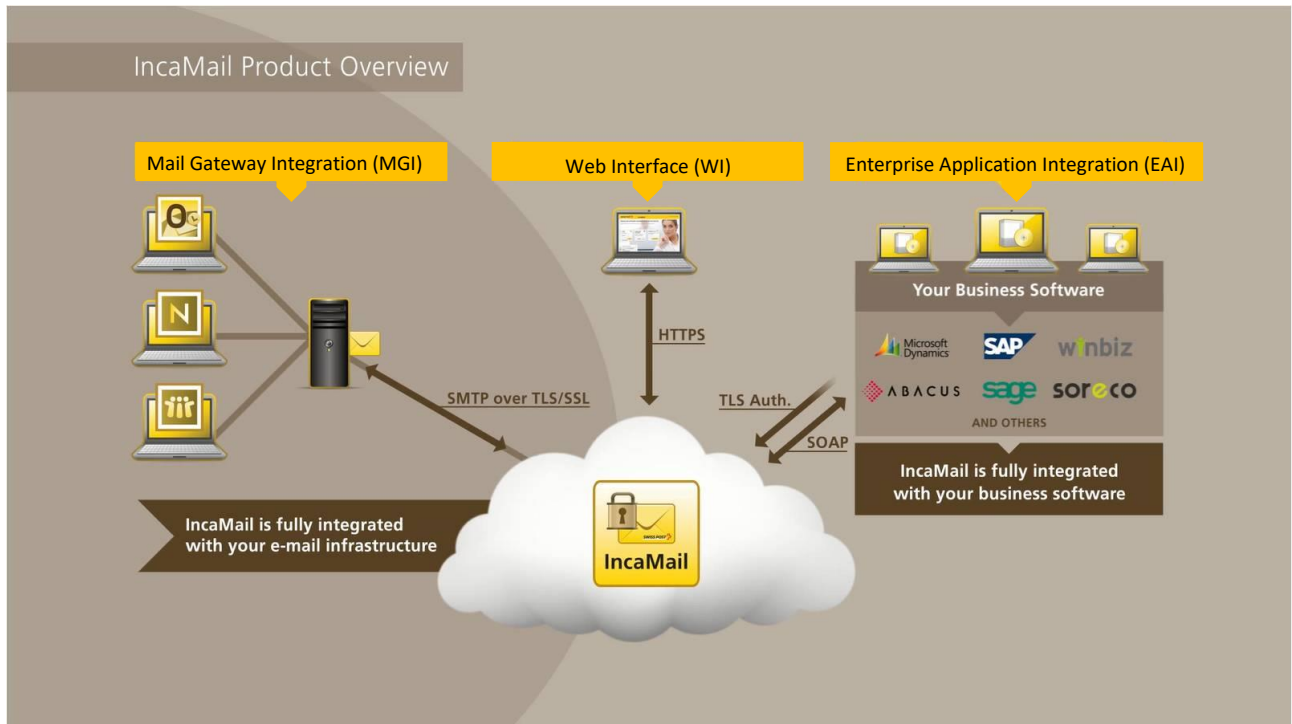 IncaMail Product Overview
Mail Gateway Integration (MGI)
Web Interface (WI)
Enterprise Application Integration (EAI)
O
N
Your Business Software
Microsoft
Dynamics
SAP
winbiz
ABACUS
sage
soreco
AND OTHERS
HTTPS
SMTP over TLS/SSL
TLS Auth.
SOAP
IncaMail is fully integrated
with your business software
IncaMail is fully integrated
with your e-mail infrastructure
SWISS POST
IncaMail